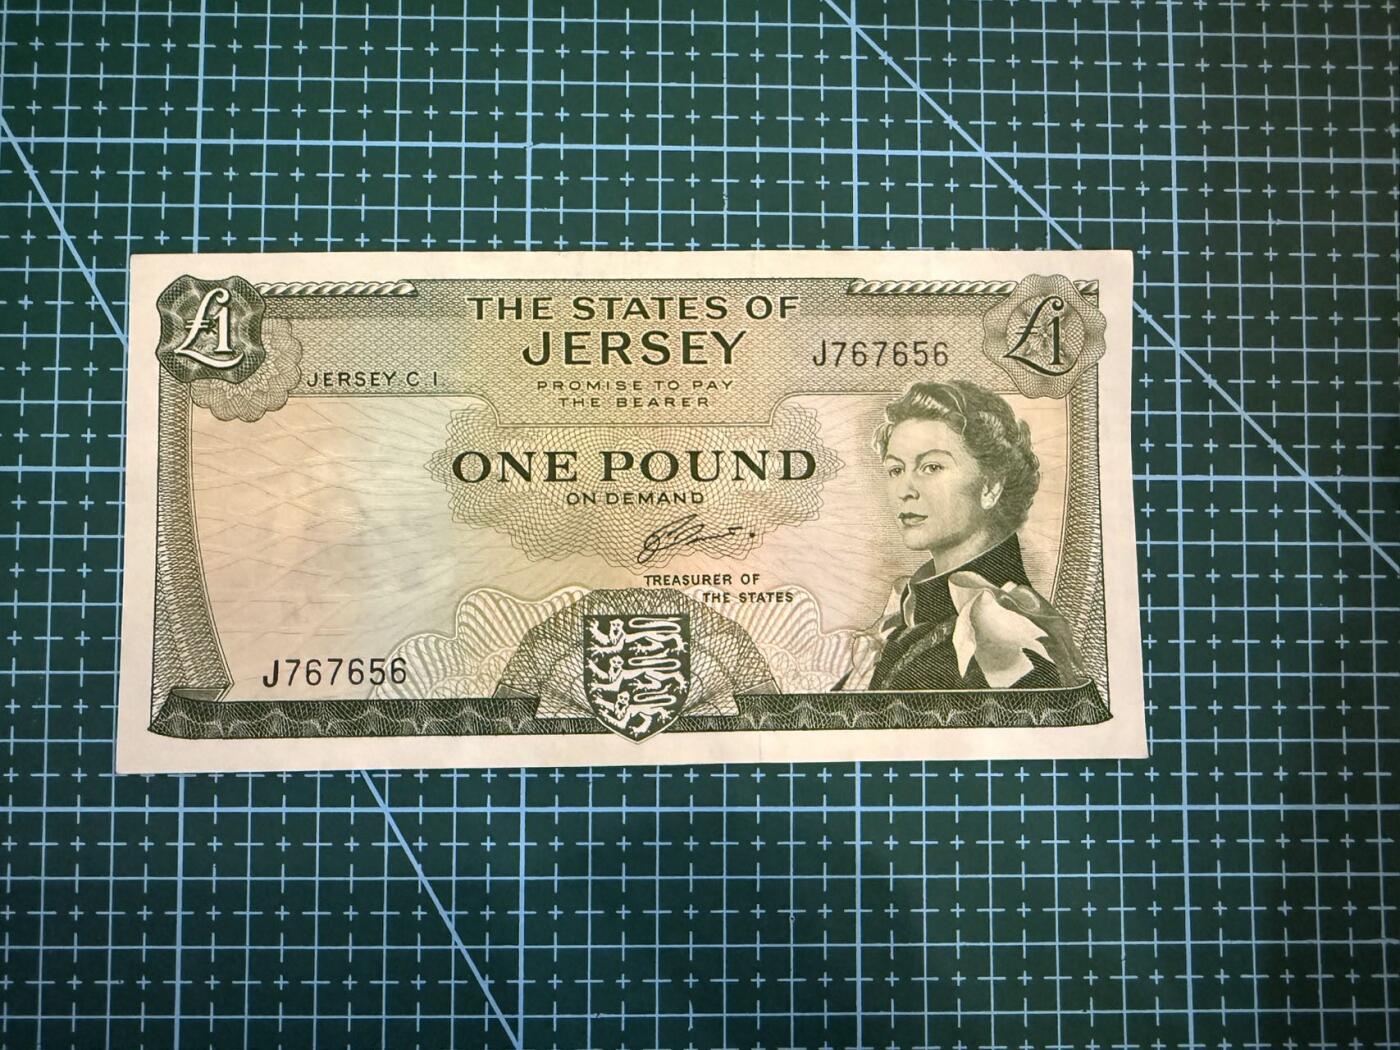 £1
£1
THE STATES OF
JERSEY
J767656
JERSEY C.I.
PROMISE TO PAY
THE BEARER
ONE POUND
ON DEMAND
TREASURER OF
THE STATES
J767656